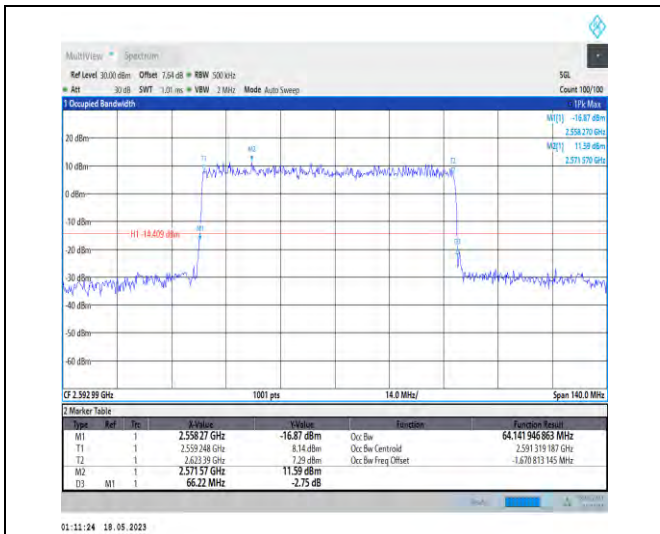 MultiView Spectrum
Ref Level 30.00 dBm Offset 7.64 dB RBW 500 kHz SGL
Att 30 dB SWT 1.01 ms VBW 2 MHz Mode Auto Sweep Count 100/100
1 Occupied Bandwidth 1Pk Max
M1[1] -16.87 dBm
2.558 270 GHz
M2[1] 11.59 dBm
2.571 570 GHz
20 dBm
M2
T1 T2
10 dBm
0 dBm
-10 dBm
M1
H1 -14.409 dBm
D3
-20 dBm
-30 dBm
-40 dBm
-50 dBm
-60 dBm
CF 2.592 99 GHz 1001 pts 14.0 MHz/ Span 140.0 MHz
2 Marker Table
Type Ref Trc X-Value Y-Value Function Function Result
M1 1 2.558 27 GHz -16.87 dBm Occ Bw 64.141 946 863 MHz
T1 1 2.559 248 GHz 8.14 dBm Occ Bw Centroid 2.591 319 187 GHz
T2 1 2.623 39 GHz 7.29 dBm Occ Bw Freq Offset -1.670 813 145 MHz
M2 1 2.571 57 GHz 11.59 dBm
D3 M1 1 66.22 MHz -2.75 dB
01:11:24 18.05.2023